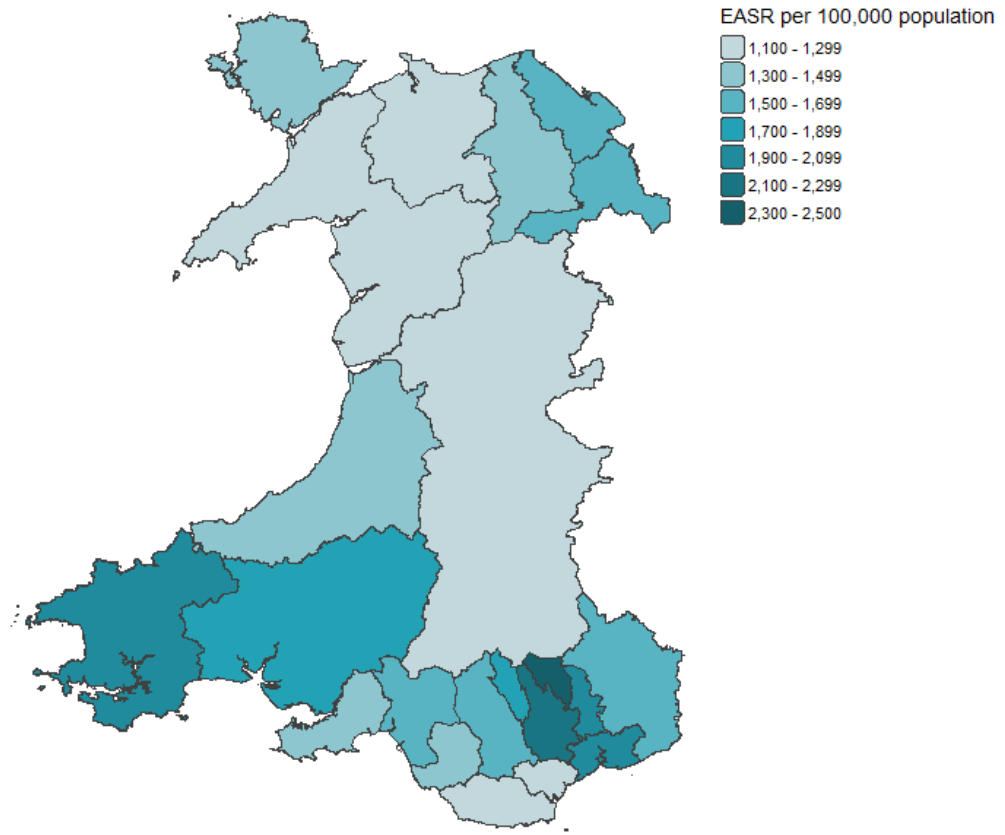 EASR per 100,000 population
1,100 - 1,299
1,300 - 1,499
1,500 - 1,699
1,700 - 1,899
1,900 - 2,099
2,100 - 2,299
2,300 - 2,500